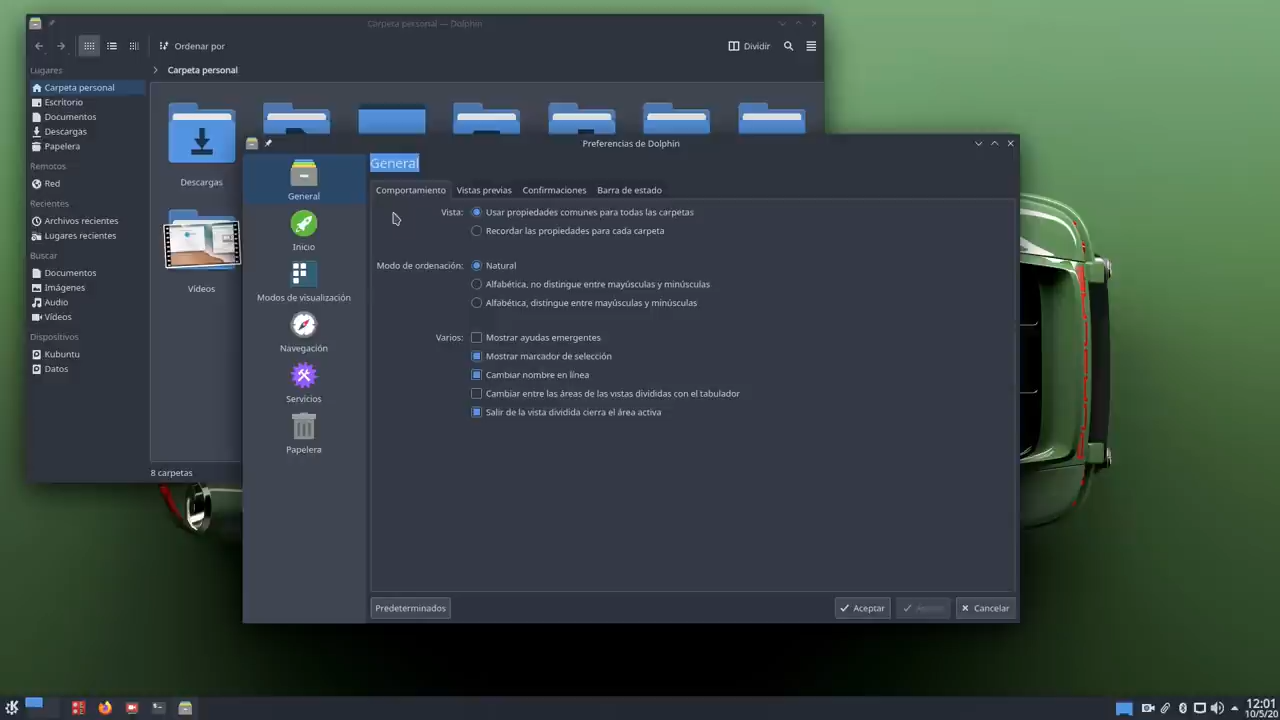 Carpeta personal — Dolphin
Ordenar por
Dividir
Lugares
Carpeta personal
Carpeta personal
Escritorio
Documentos
Descargas
Papelera
Remotos
Red
Recientes
Archivos recientes
Lugares recientes
Buscar
Documentos
Imágenes
Audio
Vídeos
Dispositivos
Kubuntu
Datos
Descargas
Vídeos
8 carpetas
Preferencias de Dolphin
General
Inicio
Modos de visualización
Navegación
Servicios
Papelera
General
Comportamiento
Vistas previas
Confirmaciones
Barra de estado
Vista:
Usar propiedades comunes para todas las carpetas
Recordar las propiedades para cada carpeta
Modo de ordenación:
Natural
Alfabética, no distingue entre mayúsculas y minúsculas
Alfabética, distingue entre mayúsculas y minúsculas
Varios:
Mostrar ayudas emergentes
Mostrar marcador de selección
Cambiar nombre en línea
Cambiar entre las áreas de las vistas divididas con el tabulador
Salir de la vista dividida cierra el área activa
Predeterminados
Aceptar
Aplicar
Cancelar
12:01
10/5/20